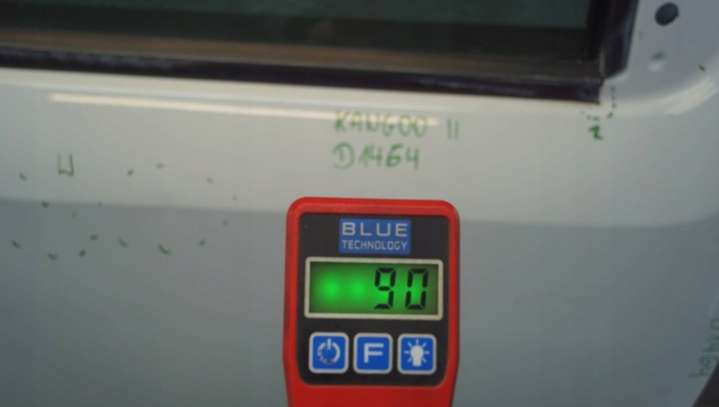 KANGOO II
D1464
W
BLUE
TECHNOLOGY
90
F